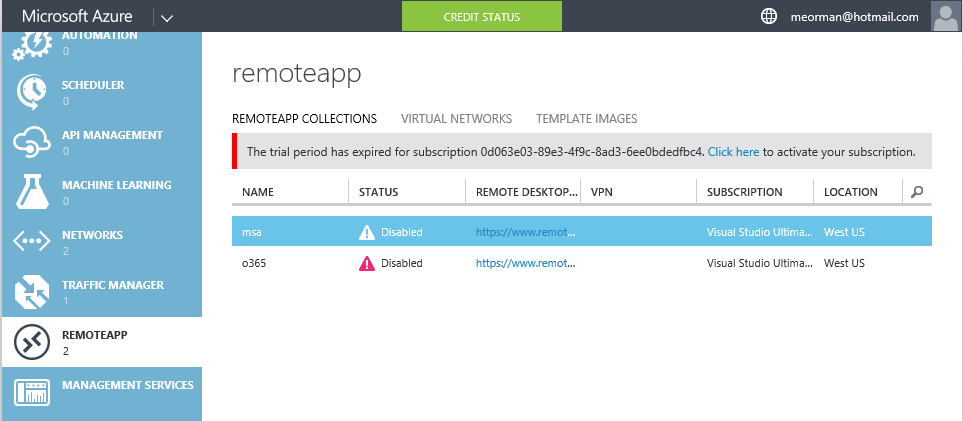 Microsoft Azure
CREDIT STATUS
meorman@hotmail.com
AUTOMATION
0
SCHEDULER
0
API MANAGEMENT
0
MACHINE LEARNING
0
NETWORKS
2
TRAFFIC MANAGER
1
REMOTEAPP
2
MANAGEMENT SERVICES
remoteapp
REMOTEAPP COLLECTIONS VIRTUAL NETWORKS TEMPLATE IMAGES
The trial period has expired for subscription 0d063e03-89e3-4f9c-8ad3-6ee0bdedfbc4. Click here to activate your subscription.
NAME STATUS REMOTE DESKTOP... VPN SUBSCRIPTION LOCATION
msa Disabled https://www.remot... Visual Studio Ultima... West US
o365 Disabled https://www.remot... Visual Studio Ultima... West US